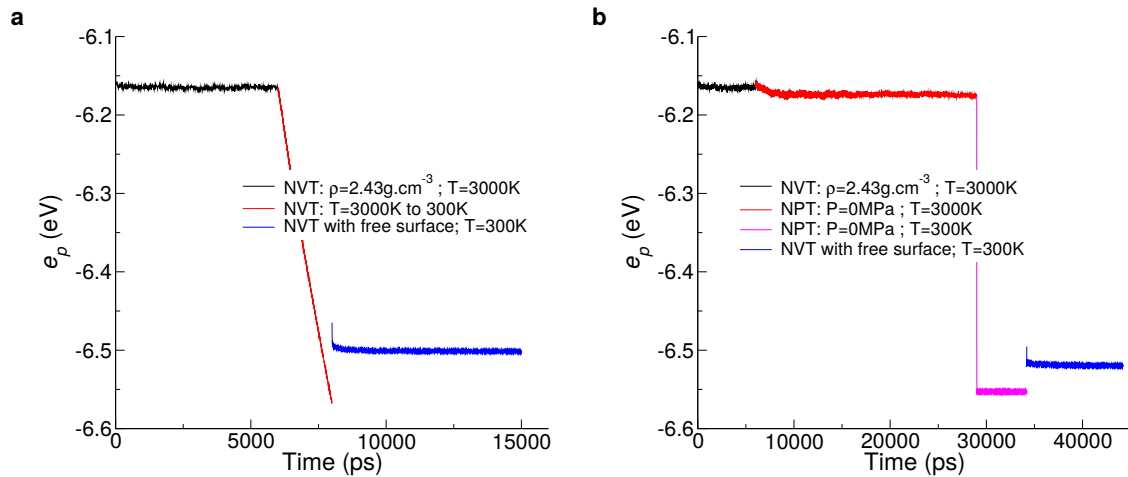 a
-6.1
-6.2
-6.3
-6.4
-6.5
-6.6
e_p (eV)
NVT: ρ=2.43g.cm⁻³ ; T=3000K
NVT: T=3000K to 300K
NVT with free surface; T=300K
0 5000 10000 15000
Time (ps)
b
-6.1
-6.2
-6.3
-6.4
-6.5
-6.6
e_p (eV)
NVT: ρ=2.43g.cm⁻³ ; T=3000K
NPT: P=0MPa ; T=3000K
NPT: P=0MPa ; T=300K
NVT with free surface; T=300K
0 10000 20000 30000 40000
Time (ps)